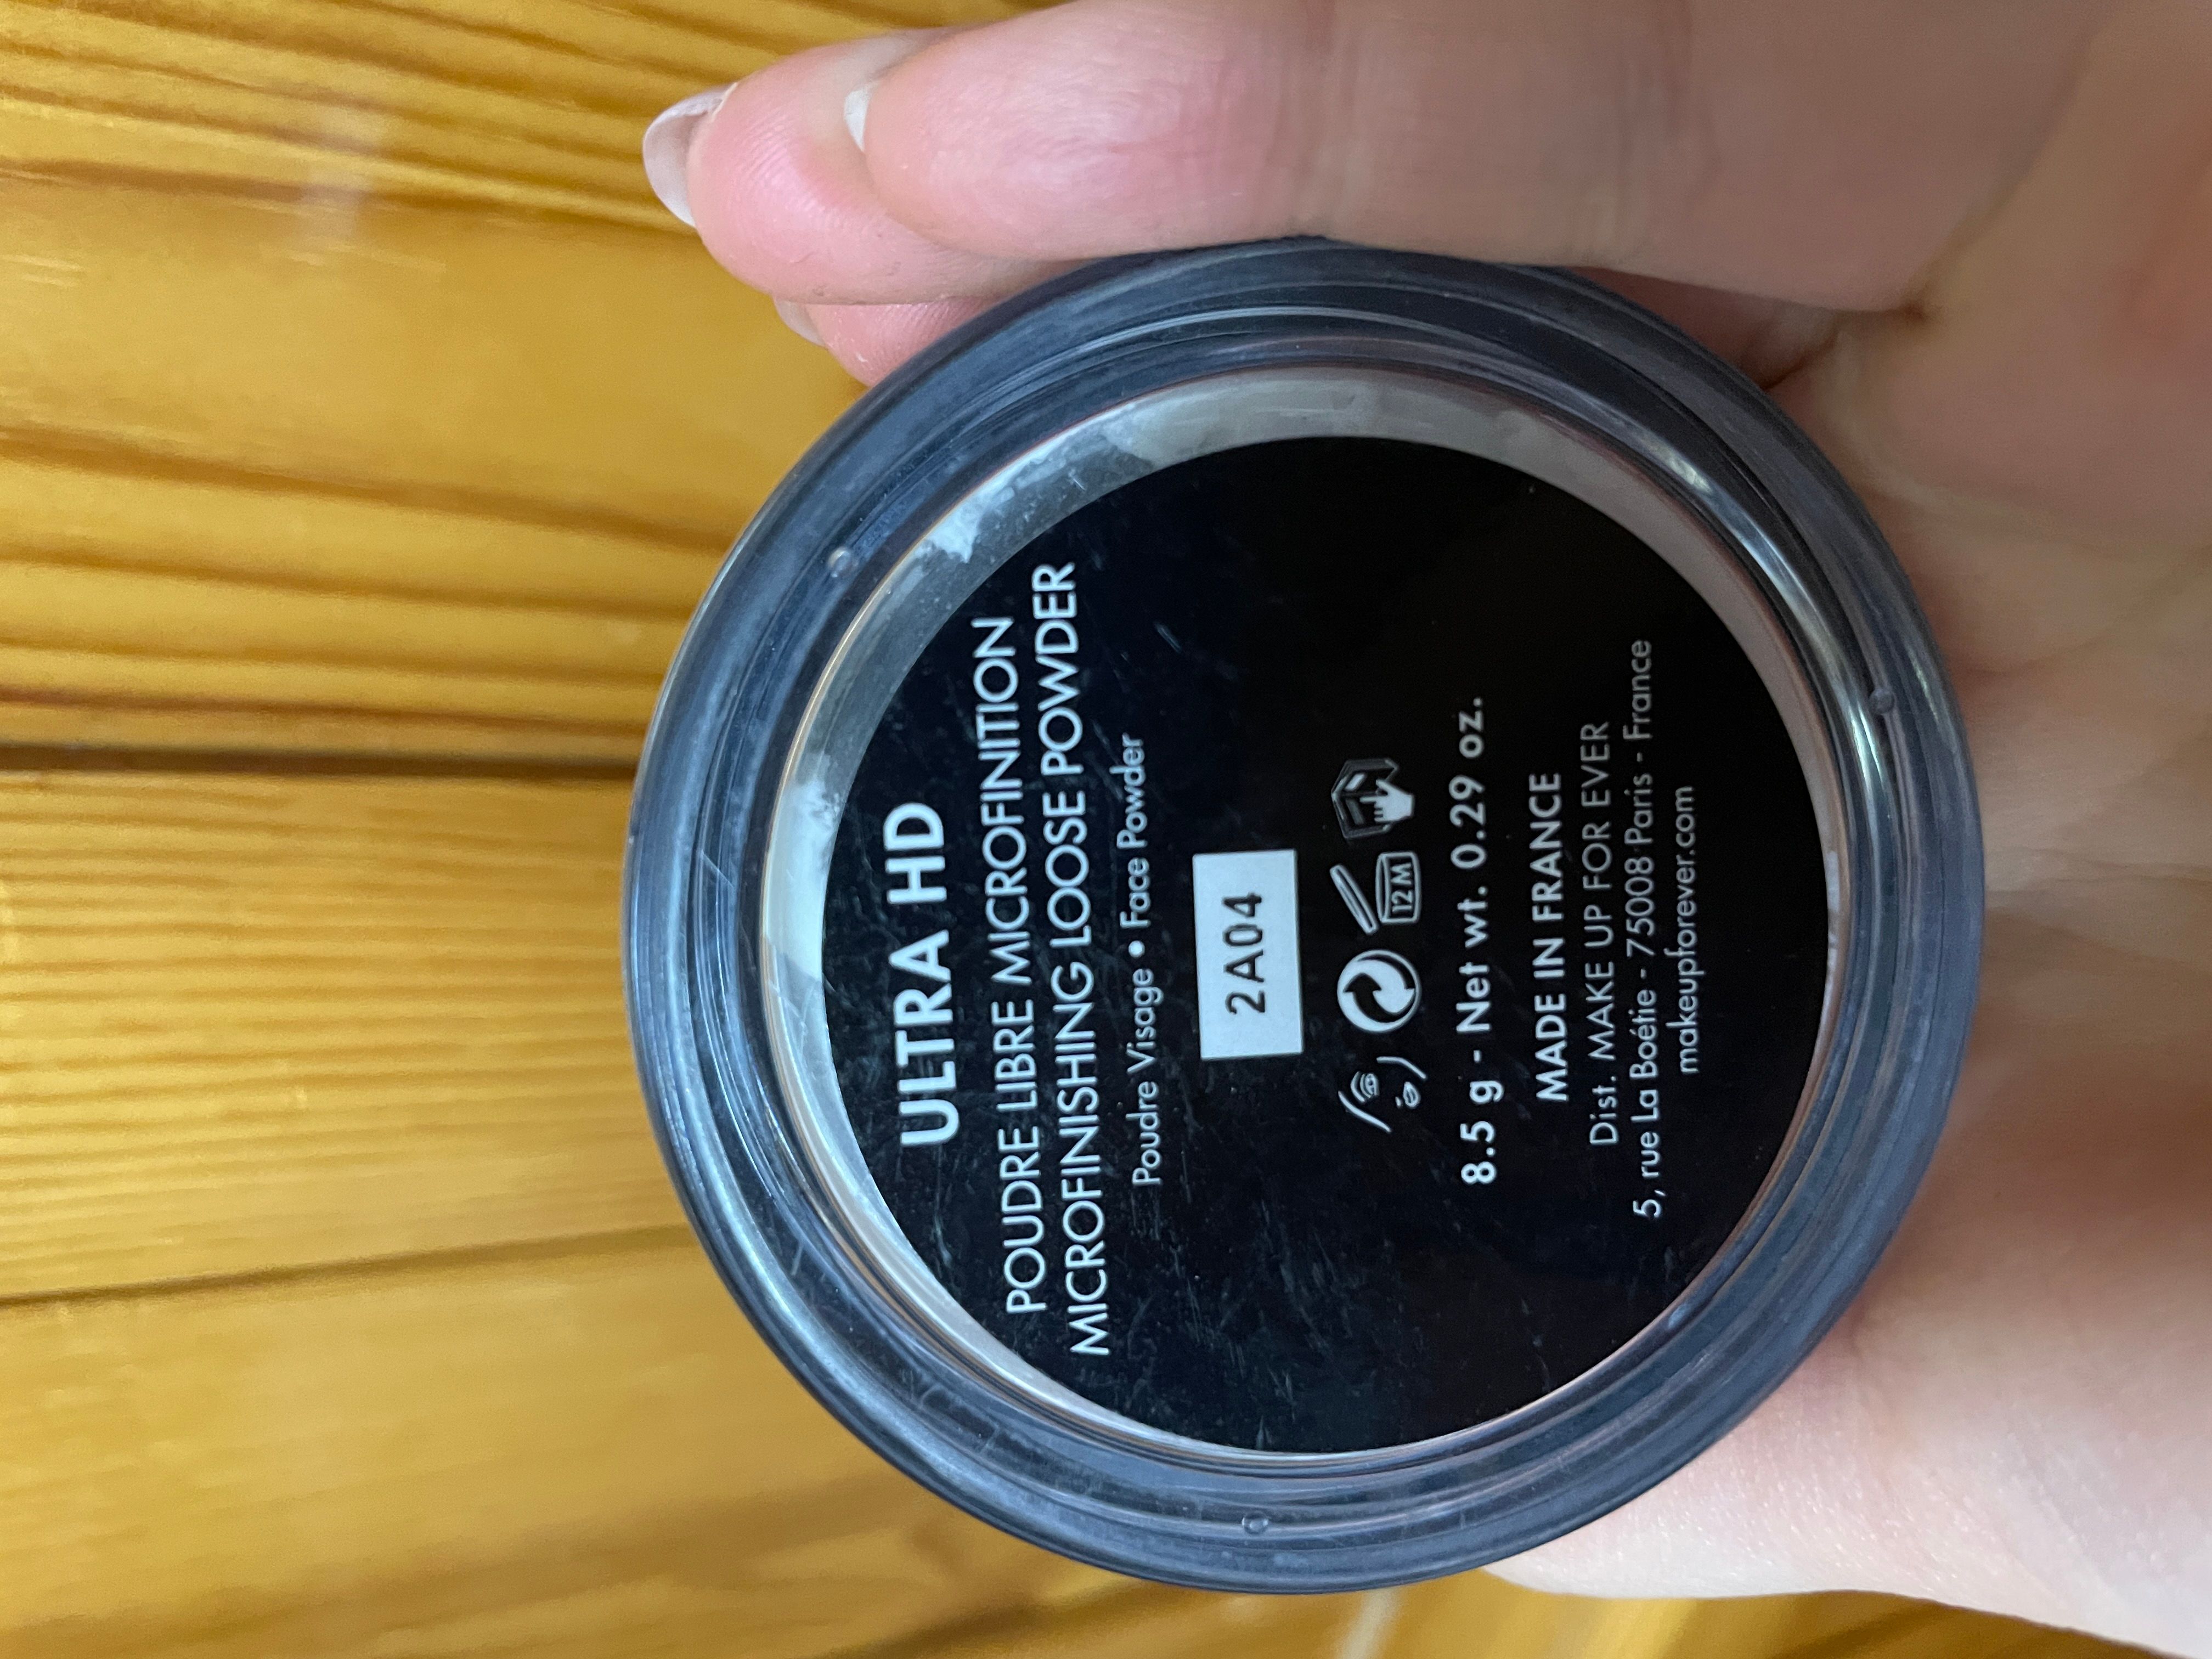 ULTRA HD
POUDRE LIBRE MICROFINITION
MICROFINISHING LOOSE POWDER
Poudre Visage • Face Powder
2A04
12 M
8.5 g - Net wt. 0.29 oz.
MADE IN FRANCE
Dist. MAKE UP FOR EVER
5, rue La Boétie - 75008 Paris - France
makeupforever.com